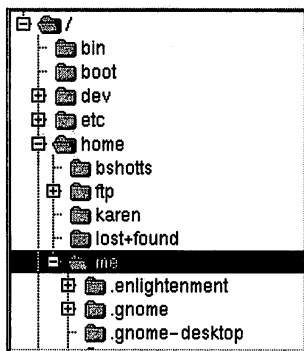 /
bin
boot
dev
etc
home
bshotts
ftp
karen
lost+found
me
.enlightenment
.gnome
.gnome-desktop